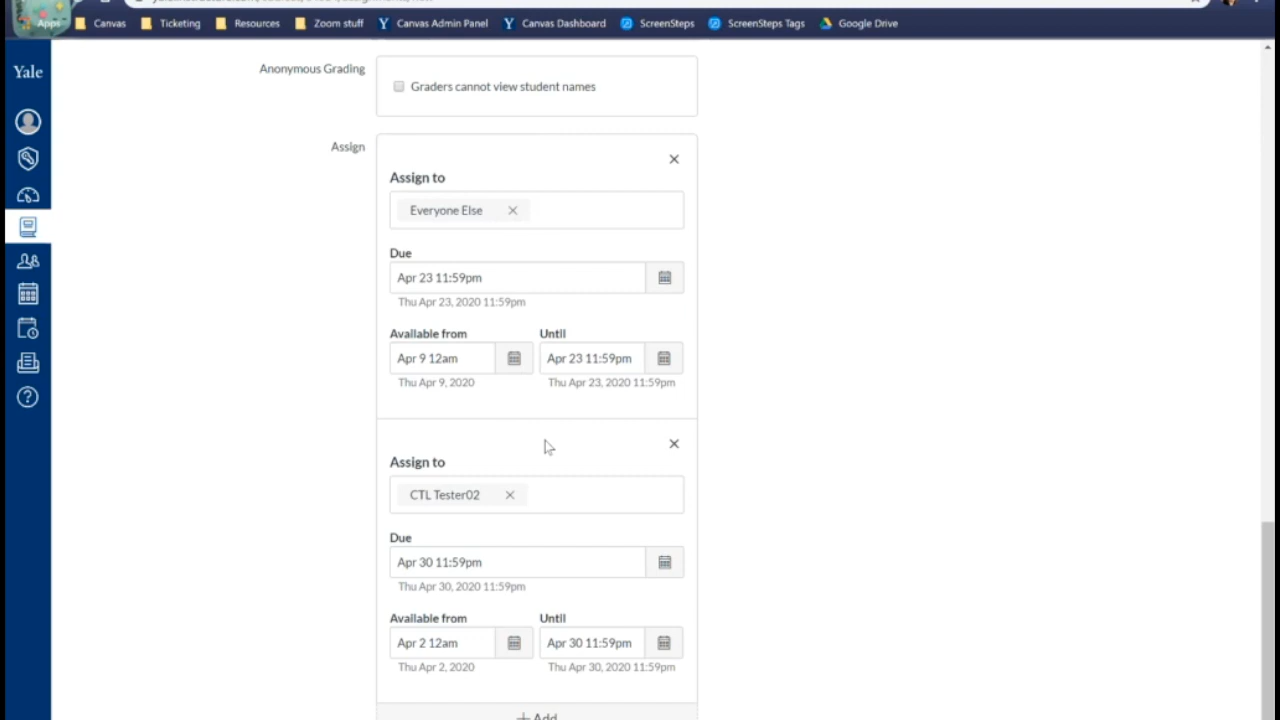 Apps Canvas Ticketing Resources Zoom stuff Canvas Admin Panel Canvas Dashboard ScreenSteps ScreenSteps Tags Google Drive
Yale
Anonymous Grading
Graders cannot view student names
Assign
Assign to
Everyone Else
Due
Apr 23 11:59pm
Thu Apr 23, 2020 11:59pm
Available from Until
Apr 9 12am Apr 23 11:59pm
Thu Apr 9, 2020 Thu Apr 23, 2020 11:59pm
Assign to
CTL Tester02
Due
Apr 30 11:59pm
Thu Apr 30, 2020 11:59pm
Available from Until
Apr 2 12am Apr 30 11:59pm
Thu Apr 2, 2020 Thu Apr 30, 2020 11:59pm
+ Add